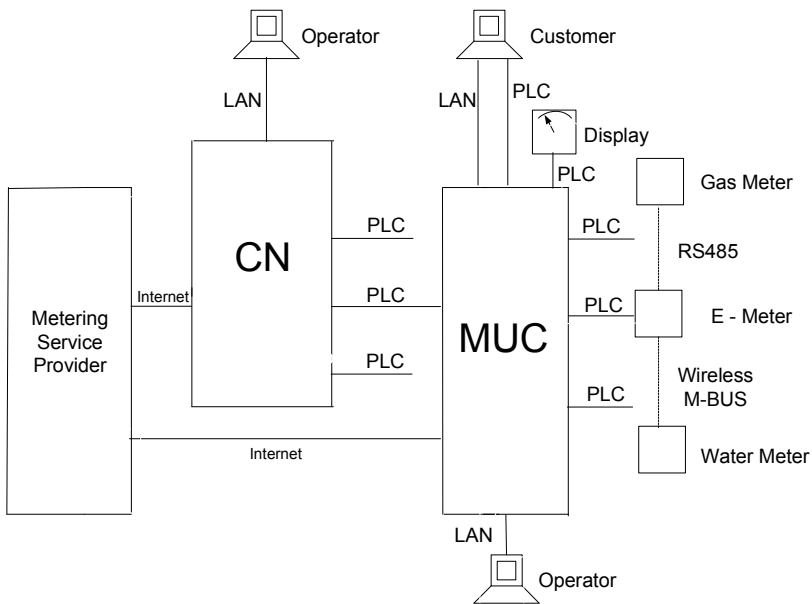 Operator
Customer
LAN
LAN
PLC
Display
PLC
Gas Meter
CN
PLC
PLC
RS485
Internet
PLC
PLC
E - Meter
Metering
Service
Provider
MUC
PLC
Wireless
M-BUS
PLC
Internet
Water Meter
LAN
Operator